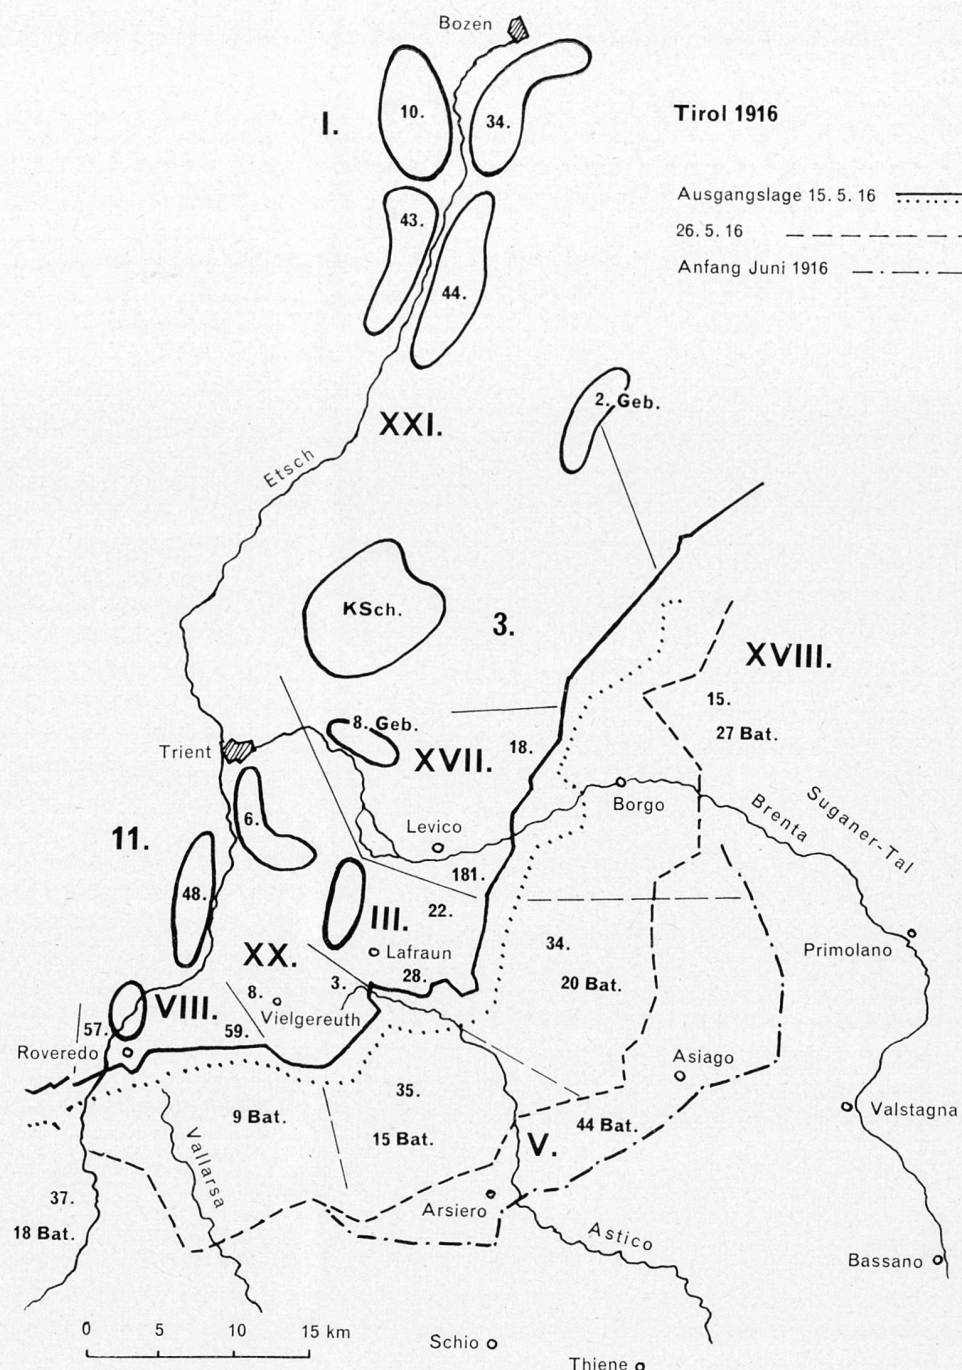 Bozen
Tirol 1916
I.
10.
34.
Ausgangslage 15.5.16
43.
26.5.16
Anfang Juni 1916
44.
2. Geb.
XXI.
Etsch
KSch.
3.
XVIII.
15.
27 Bat.
8. Geb.
18.
Trient
XVII.
Borgo
Suganer-Tal
Brenta
Levico
6.
11.
181.
48.
22.
III.
34.
Primolano
XX.
Lafraun
28.
3.
20 Bat.
8.
VIII.
Vielgereuth
57.
59.
Roveredo
Asiago
35.
Valstagna
9 Bat.
15 Bat.
44 Bat.
V.
Vallarsa
37.
Arsiero
18 Bat.
Astico
Bassano
0 5 10 15 km
Schio
Thiene